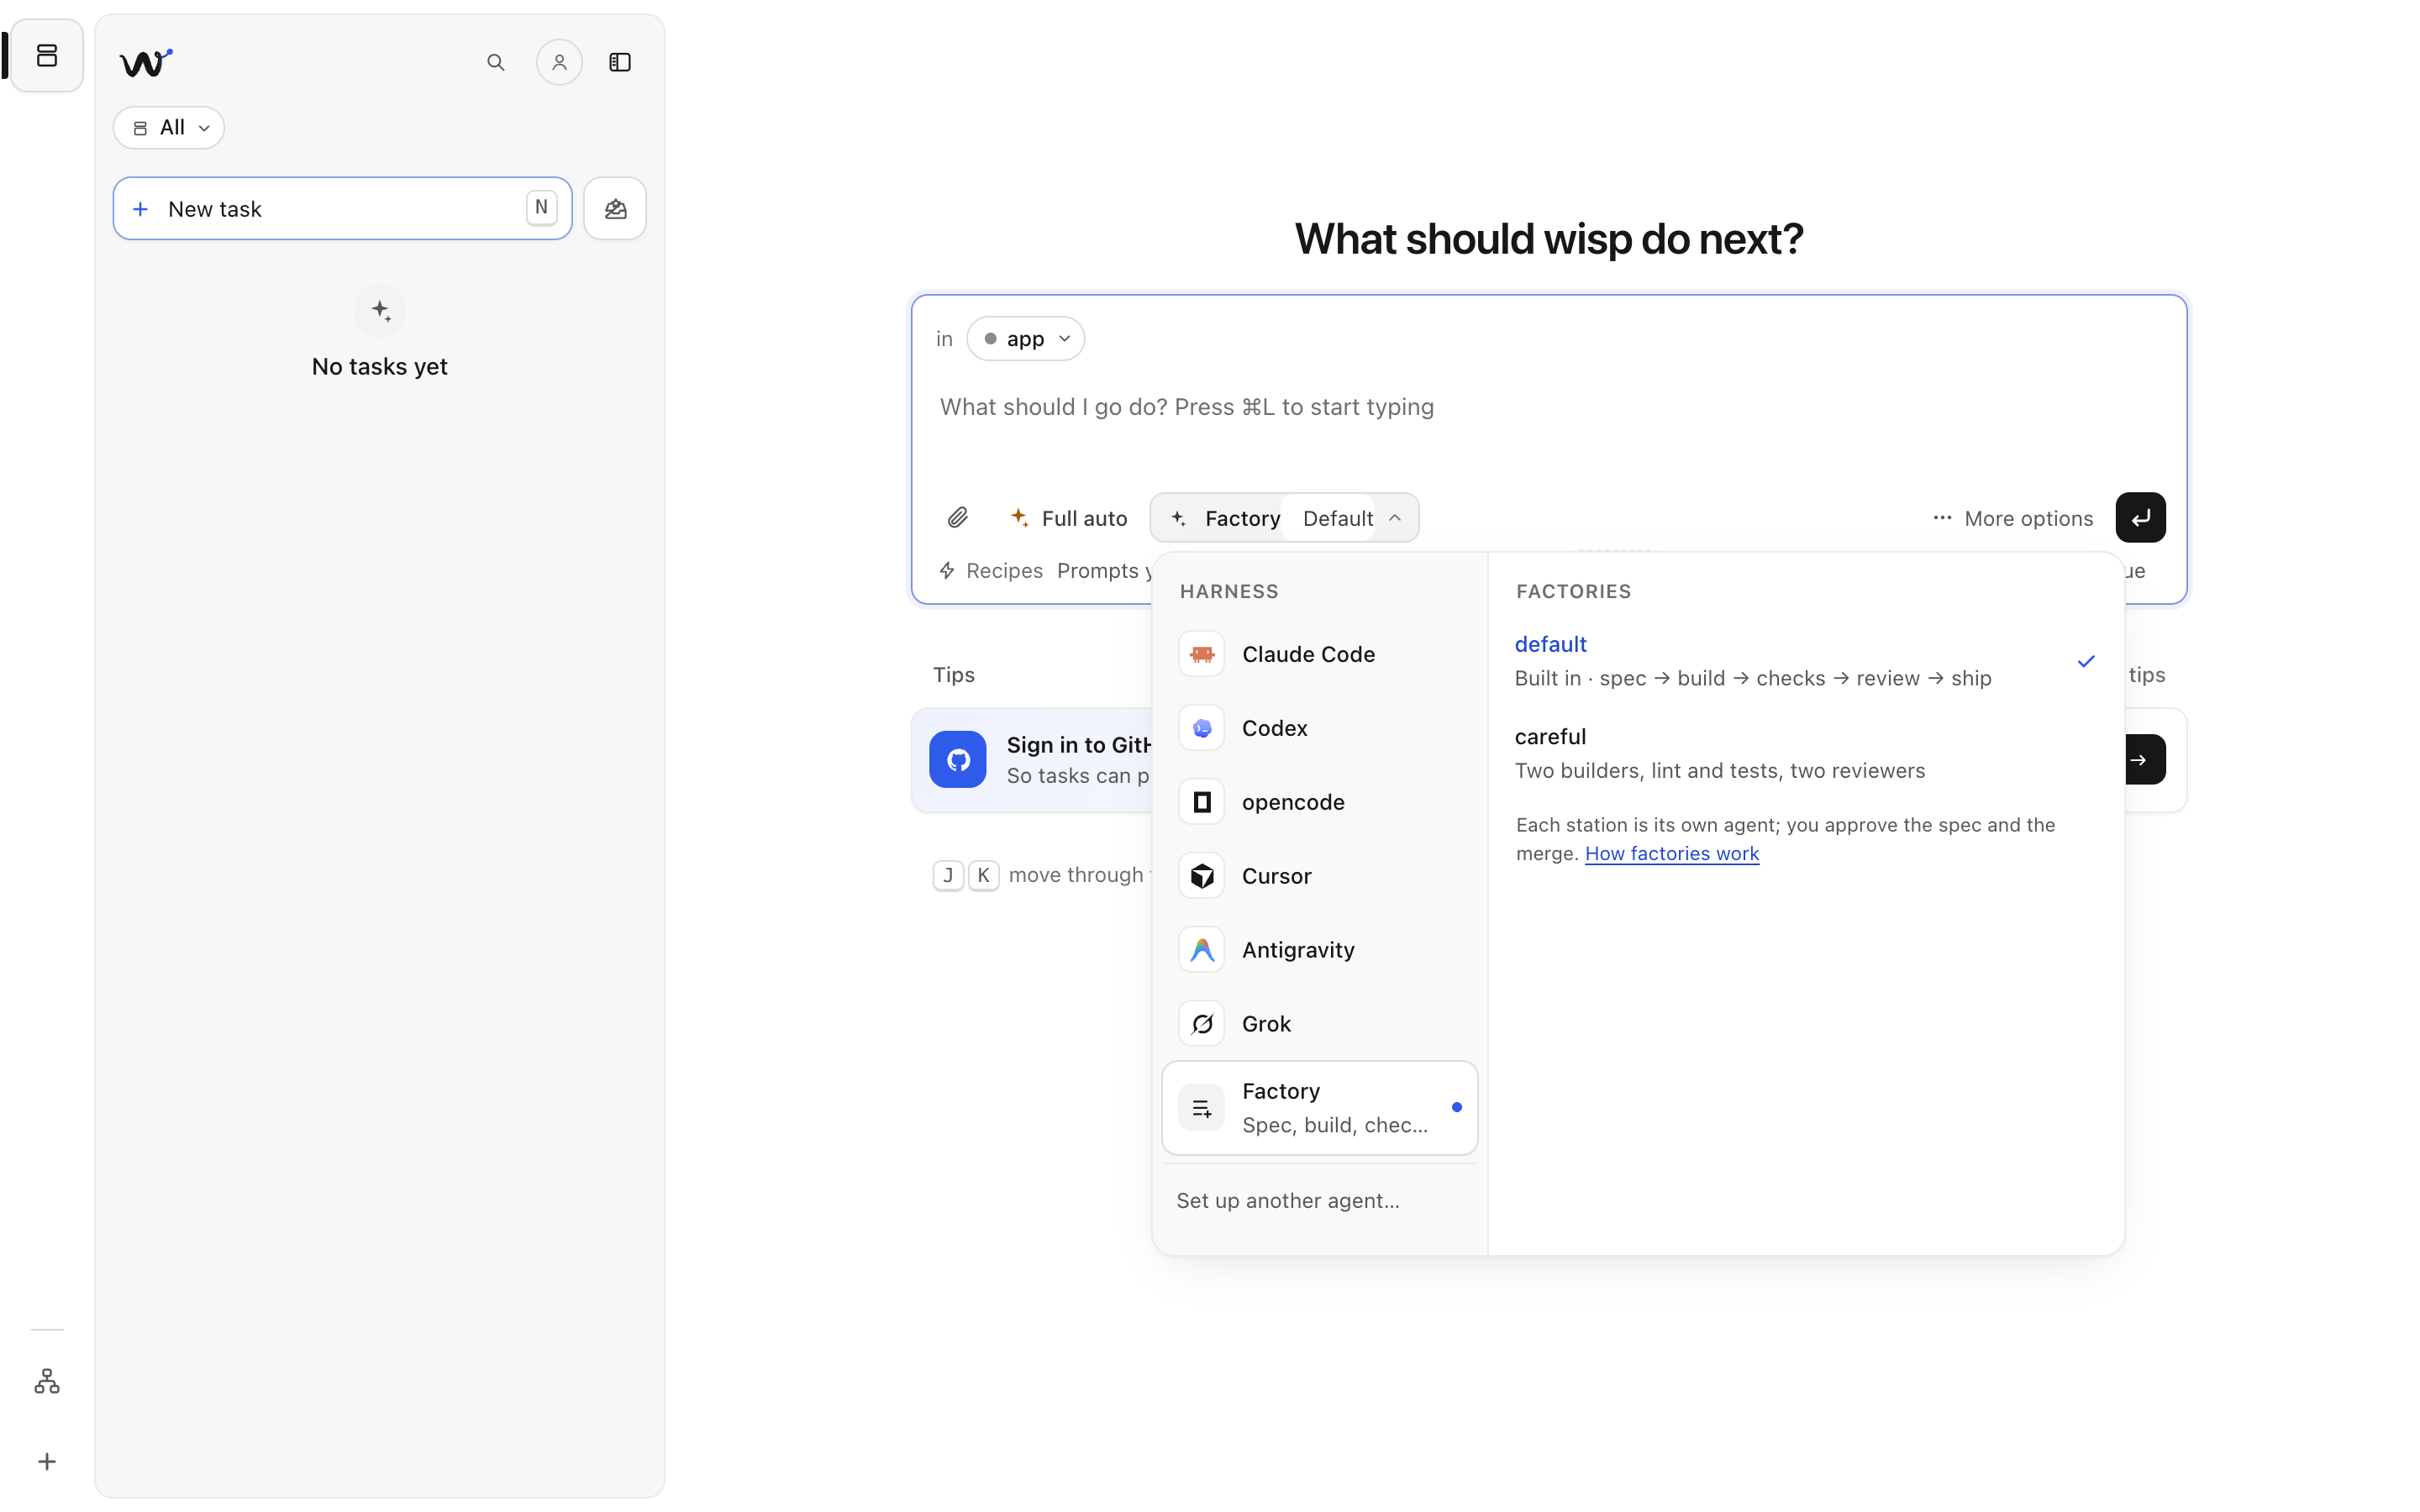 All
New task
N
No tasks yet
What should wisp do next?
in app
What should I go do? Press ⌘L to start typing
Full auto
Factory Default
More options
Recipes Prompts
HARNESS
Claude Code
Codex
opencode
Cursor
Antigravity
Grok
Factory
Spec, build, chec...
Set up another agent...
FACTORIES
default
Built in · spec → build → checks → review → ship
careful
Two builders, lint and tests, two reviewers
Each station is its own agent; you approve the spec and the
merge. How factories work
Tips
tips
Sign in to
So tasks can
J K move through